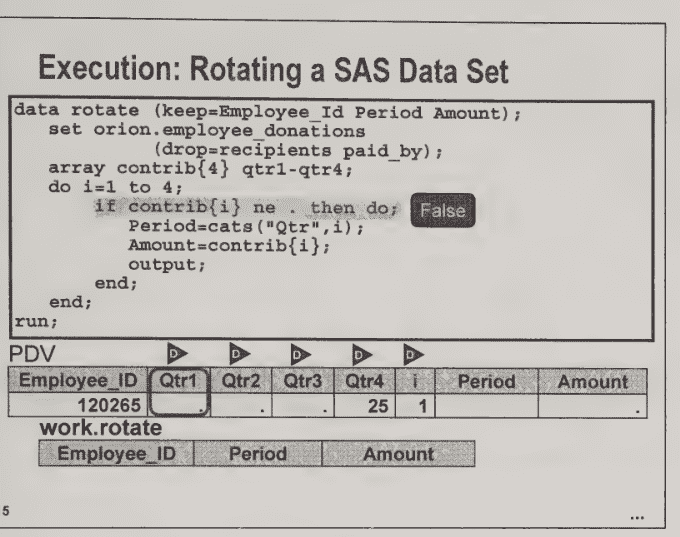 Execution: Rotating a SAS Data Set
data rotate (keep=Employee_Id Period Amount);
set orion.employee_donations
(drop=recipients paid_by);
array contrib{4} qtr1-qtr4;
do i=1 to 4;
if contrib{i} ne . then do; False
Period=cats("Qtr",i);
Amount=contrib{i};
output;
end;
end;
run;
PDV D D D D D
Employee_ID Qtr1 Qtr2 Qtr3 Qtr4 i Period Amount
120265 . . . 25 1 .
work.rotate
Employee_ID Period Amount
5 ...